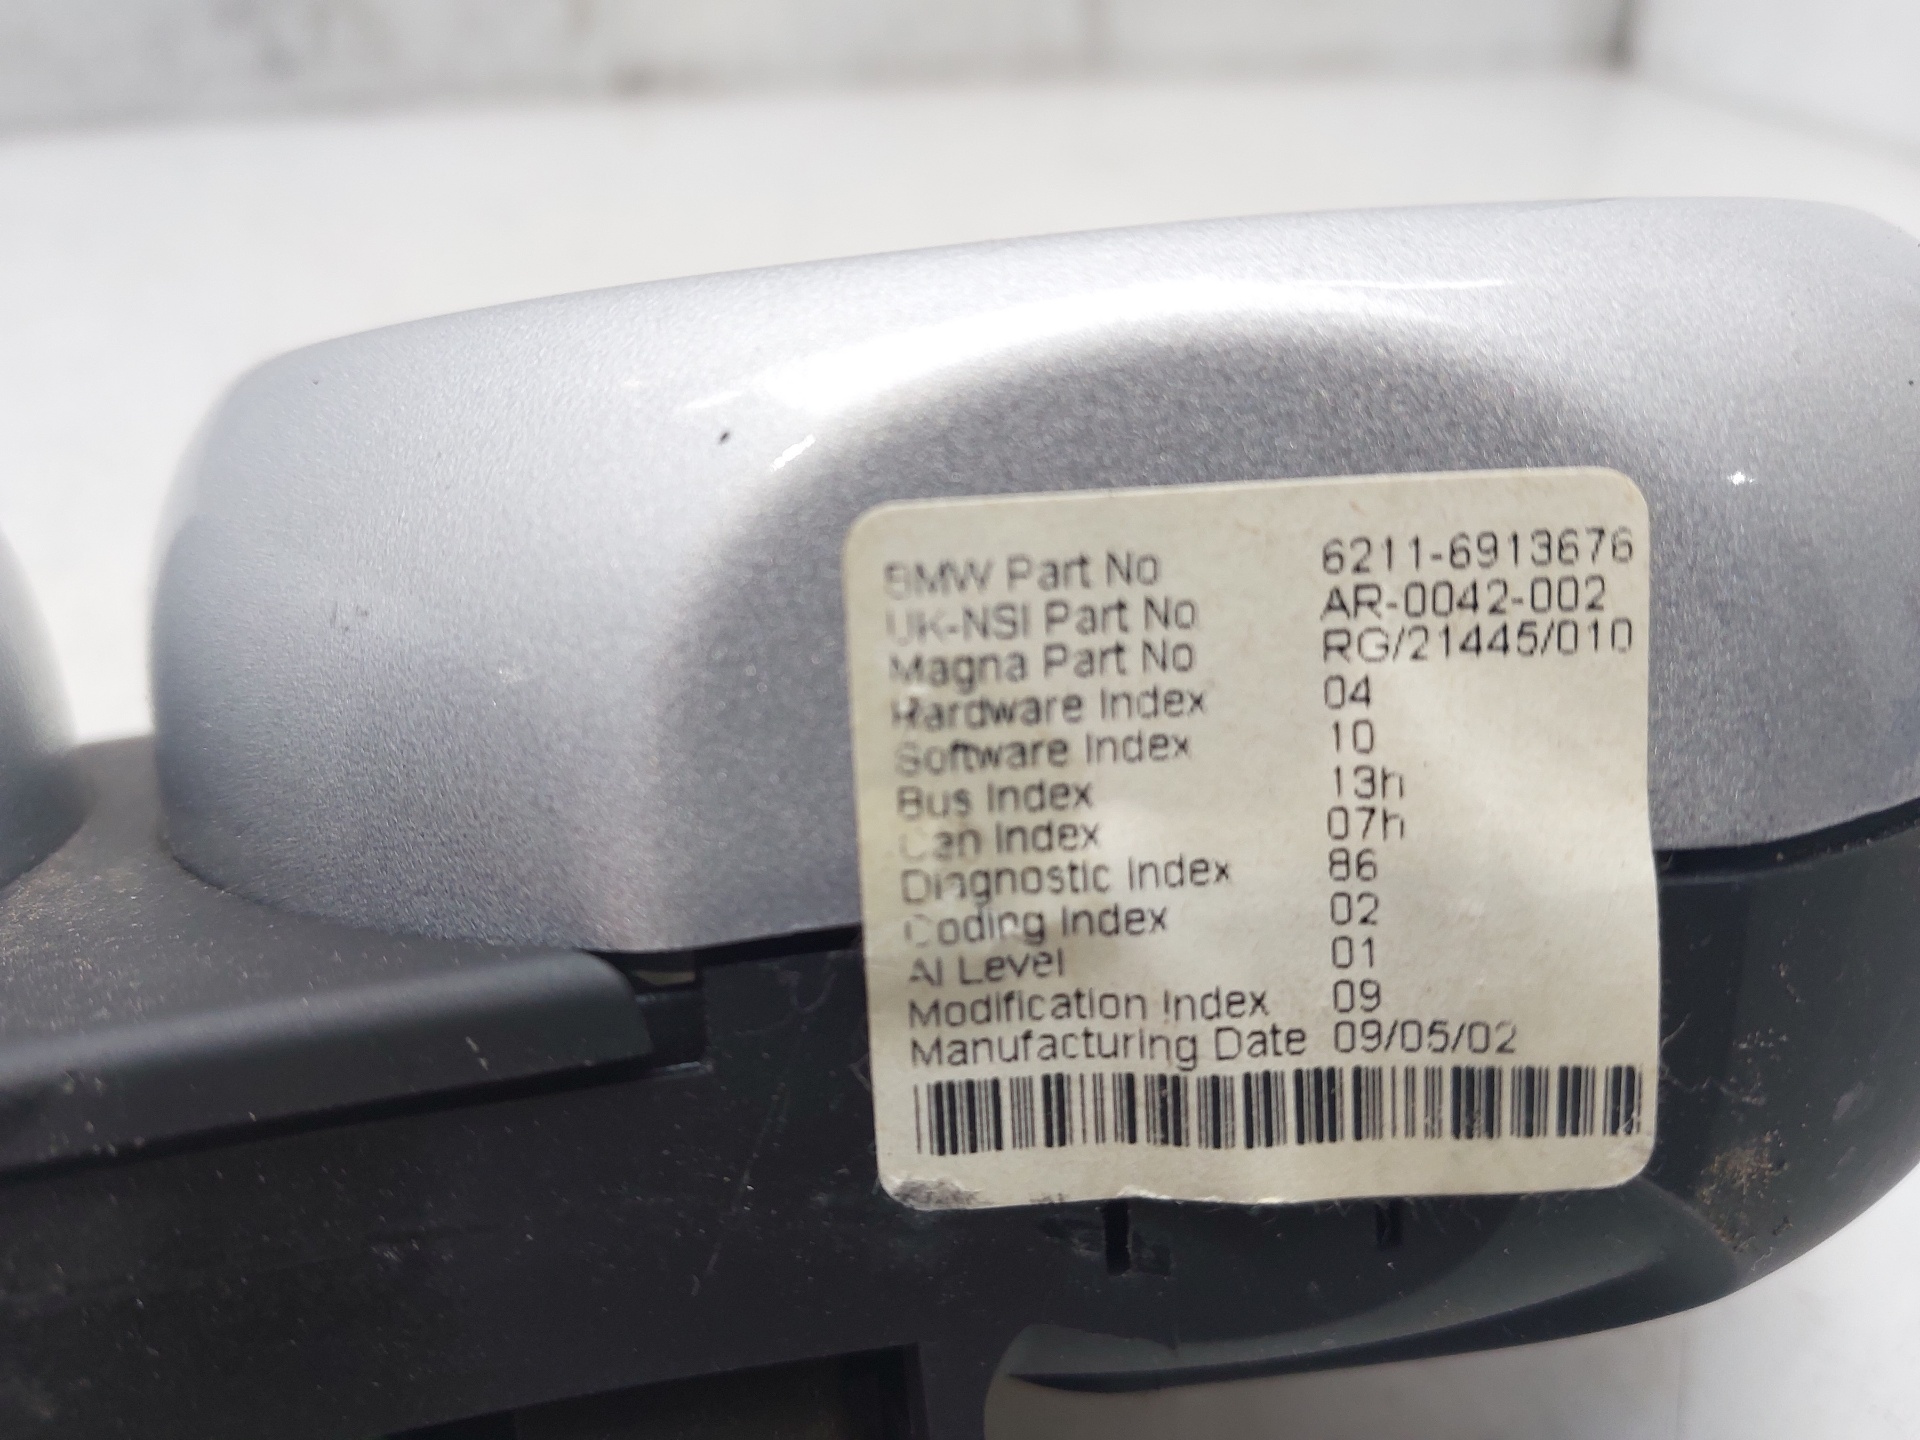 BMW Part No 6211-6913676
UK-NSI Part No AR-0042-002
Magna Part No RG/21445/010
Hardware Index 04
Software Index 10
Bus Index 13h
Can Index 07h
Diagnostic Index 86
Coding Index 02
AI Level 01
Modification Index 09
Manufacturing Date 09/05/02